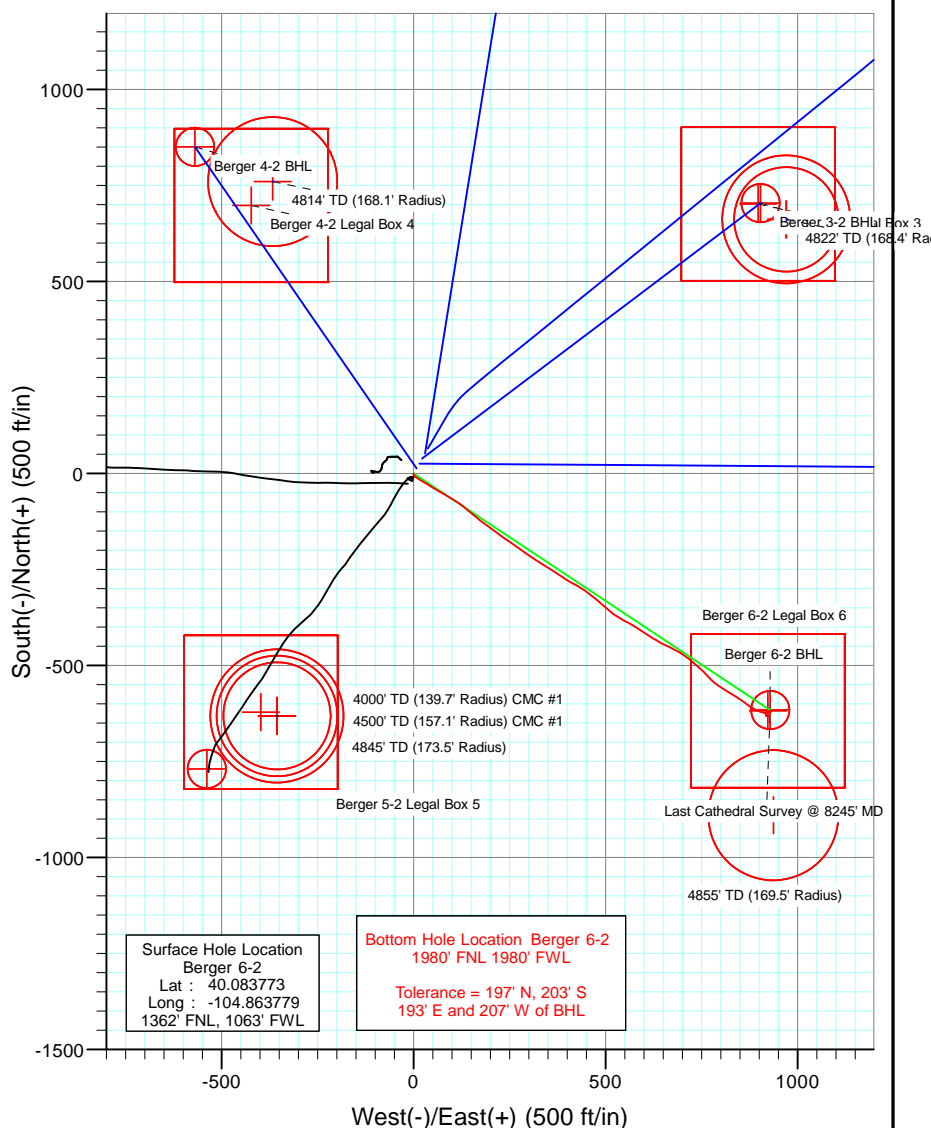 1000
500
0
-500
-1000
-1500
South(-)/North(+) (500 ft/in)
Berger 4-2 BHL
4814' TD (168.1' Radius)
Berger 4-2 Legal Box 4
Berger 3-2 BHL
Box 3
4822' TD (168.4' Rad
Berger 6-2 Legal Box 6
Berger 6-2 BHL
4000' TD (139.7' Radius) CMC #1
4500' TD (157.1' Radius) CMC #1
4845' TD (173.5' Radius)
Berger 5-2 Legal Box 5
Last Cathedral Survey @ 8245' MD
4855' TD (169.5' Radius)
Surface Hole Location
Berger 6-2
Lat : 40.083773
Long : -104.863779
1362' FNL, 1063' FWL
Bottom Hole Location Berger 6-2
1980' FNL 1980' FWL
Tolerance = 197' N, 203' S
193' E and 207' W of BHL
-500
0
500
1000
West(-)/East(+) (500 ft/in)